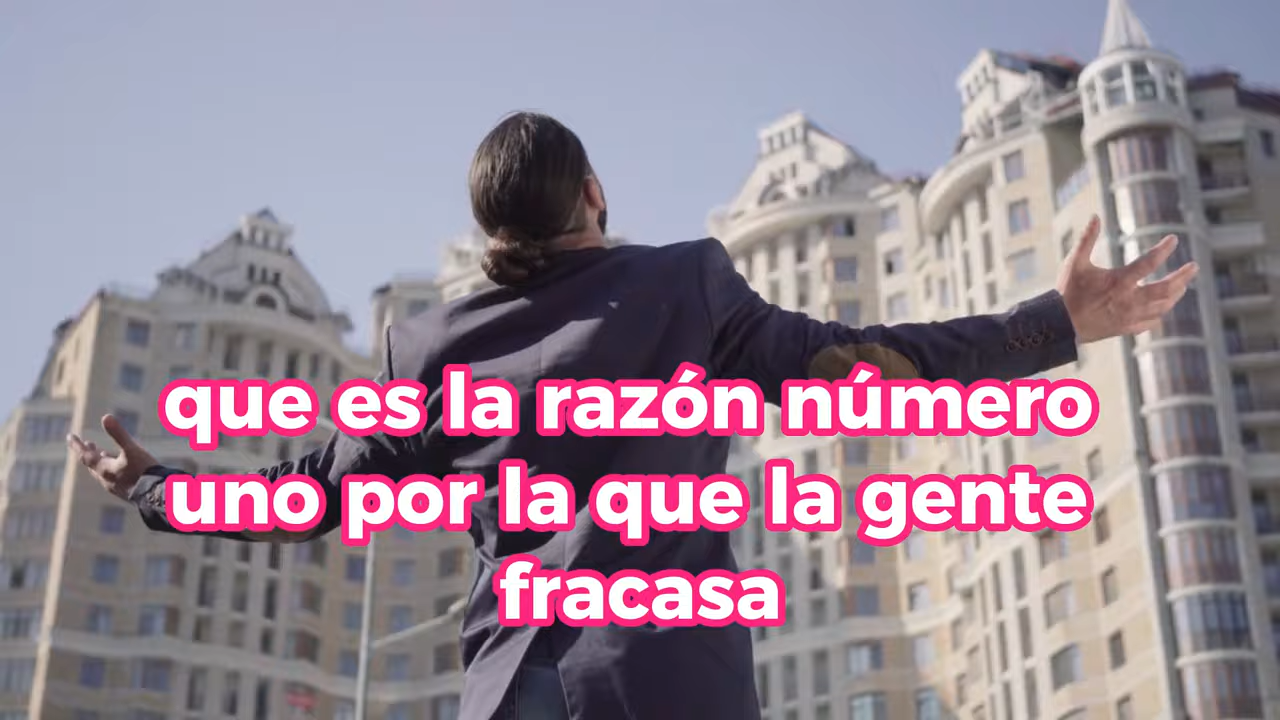 que es la razón número
uno por la que la gente
fracasa